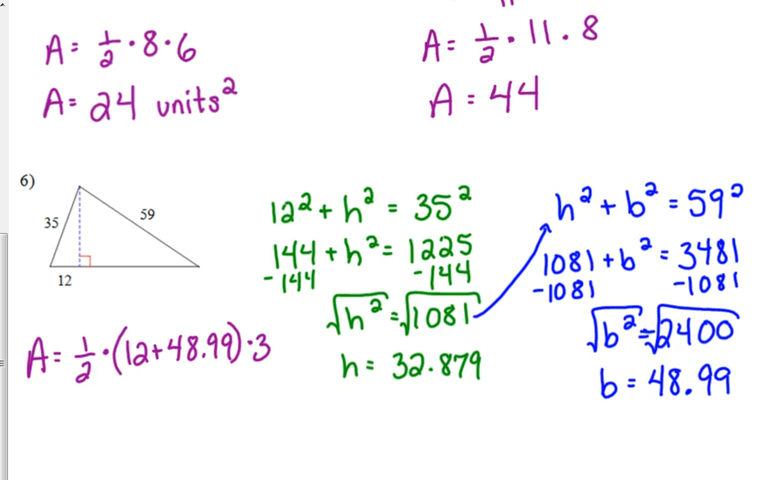 A = 1/2 · 8 · 6
A = 24 units²
A = 1/2 · 11 . 8
A = 44
6)
35
59
12
12² + h² = 35²
144 + h² = 1225
-144 -144
√h² = √1081
h = 32.879
h² + b² = 59²
1081 + b² = 3481
-1081 -1081
√b² = √2400
b = 48.99
A = 1/2 · (12 + 48.99) · 3